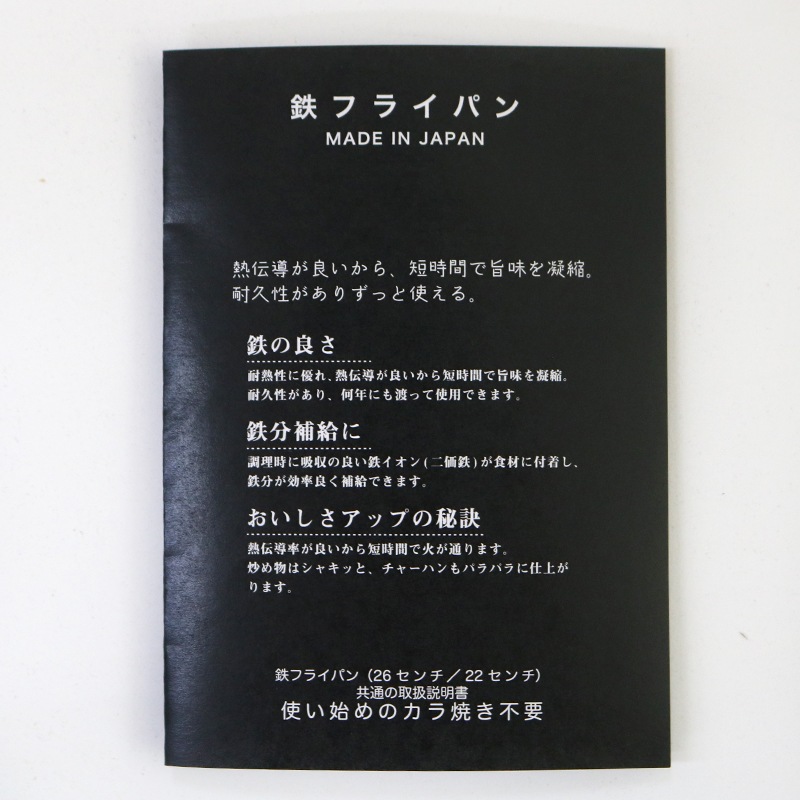 鉄フライパン
MADE IN JAPAN
熱伝導が良いから、短時間で旨味を凝縮。
耐久性がありずっと使える。
鉄の良さ
耐熱性に優れ、熱伝導が良いから短時間で旨味を凝縮。
耐久性があり、何年にも渡って使用できます。
鉄分補給に
調理時に吸収の良い鉄イオン(二価鉄)が食材に付着し、
鉄分が効率良く補給できます。
おいしさアップの秘訣
熱伝導率が良いから短時間で火が通ります。
炒め物はシャキッと、チャーハンもパラパラに仕上が
ります。
鉄フライパン（26センチ／22センチ）
共通の取扱説明書
使い始めのカラ焼き不要